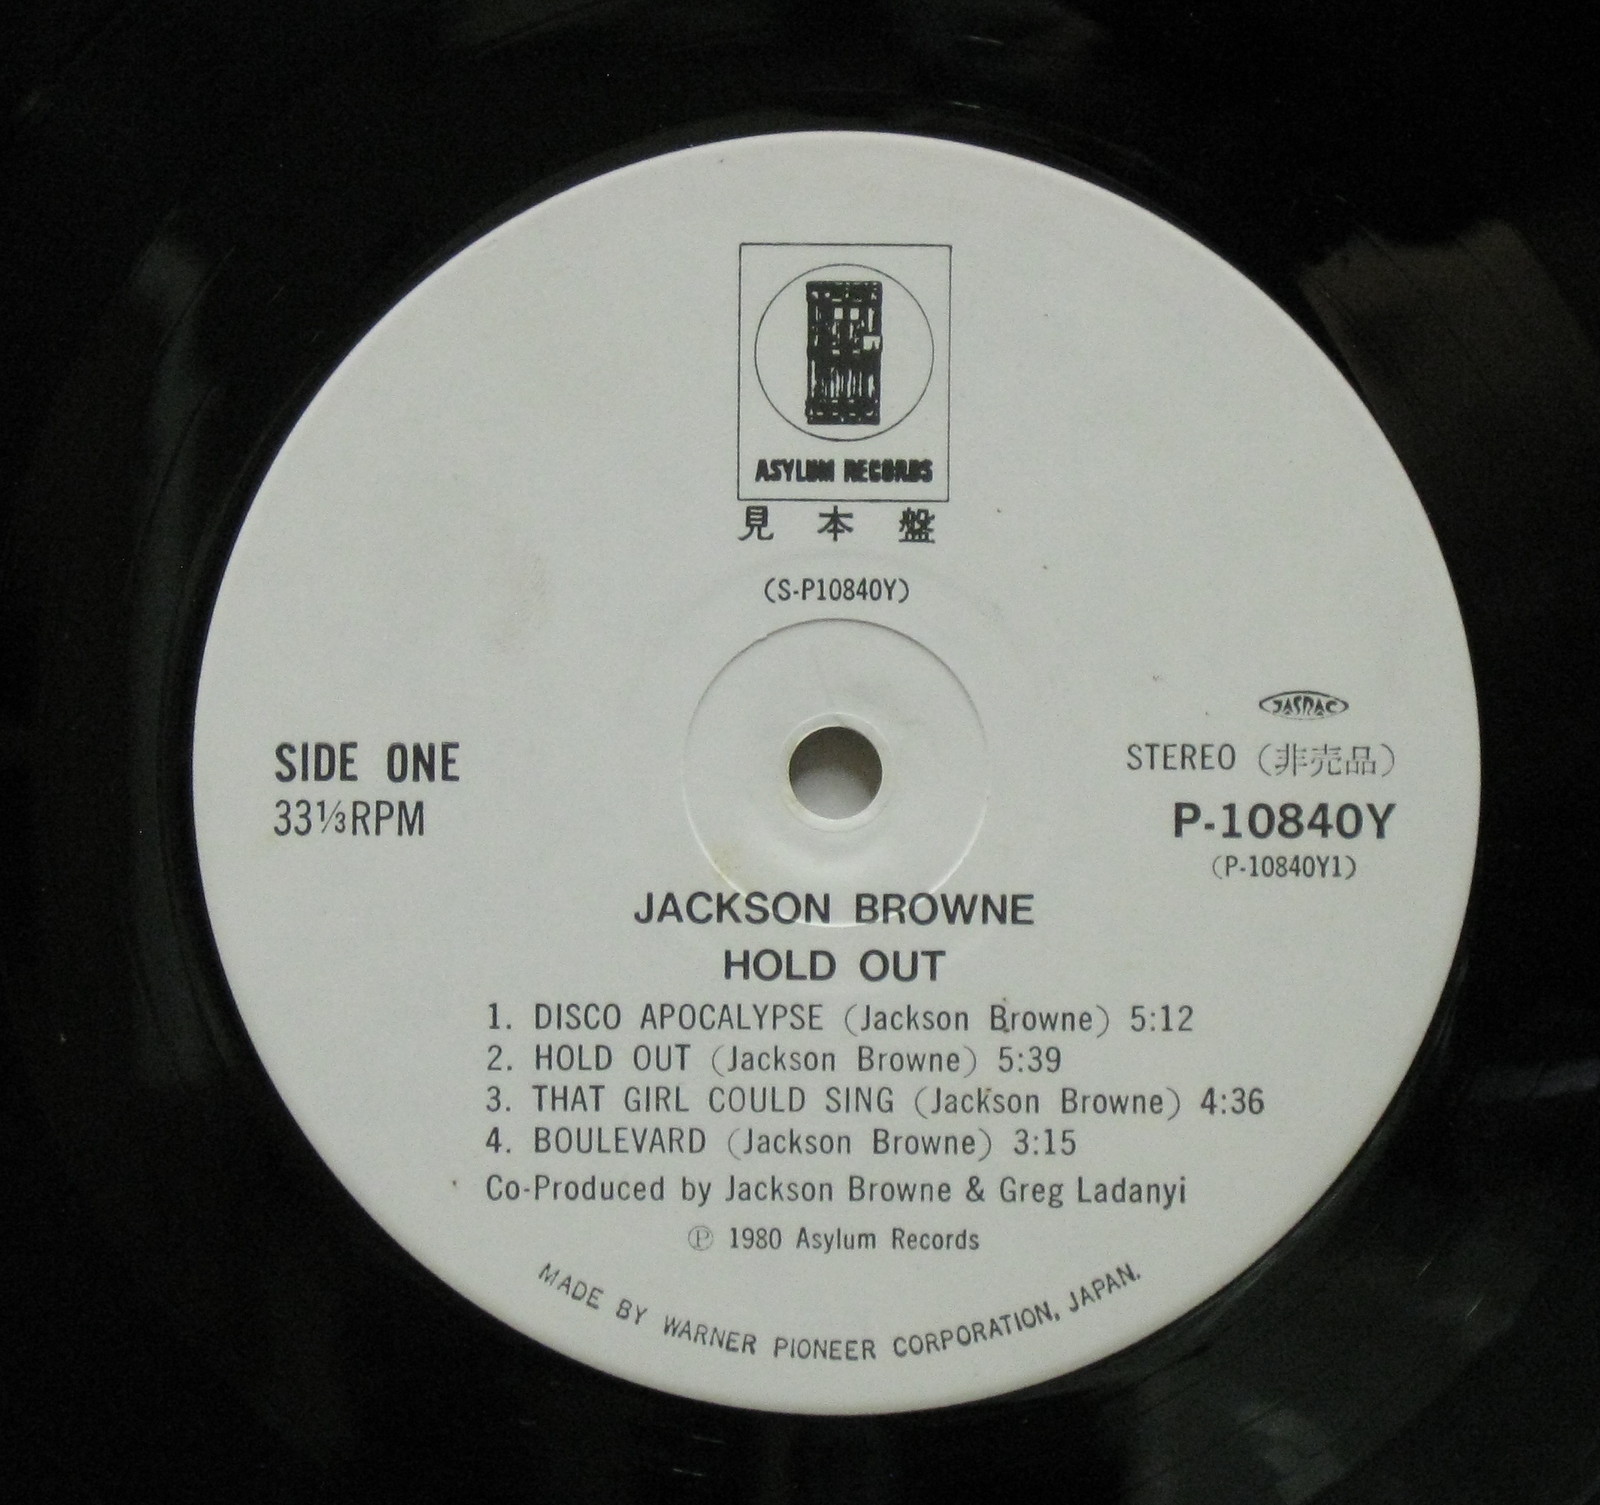 ASYLUM RECORDS
見本盤
(S-P10840Y)
JASRAC
SIDE ONE
33⅓RPM
STEREO (非売品)
P-10840Y
(P-10840Y1)
JACKSON BROWNE
HOLD OUT
1. DISCO APOCALYPSE (Jackson Browne) 5:12
2. HOLD OUT (Jackson Browne) 5:39
3. THAT GIRL COULD SING (Jackson Browne) 4:36
4. BOULEVARD (Jackson Browne) 3:15
Co-Produced by Jackson Browne & Greg Ladanyi
Ⓟ 1980 Asylum Records
MADE BY WARNER PIONEER CORPORATION, JAPAN.